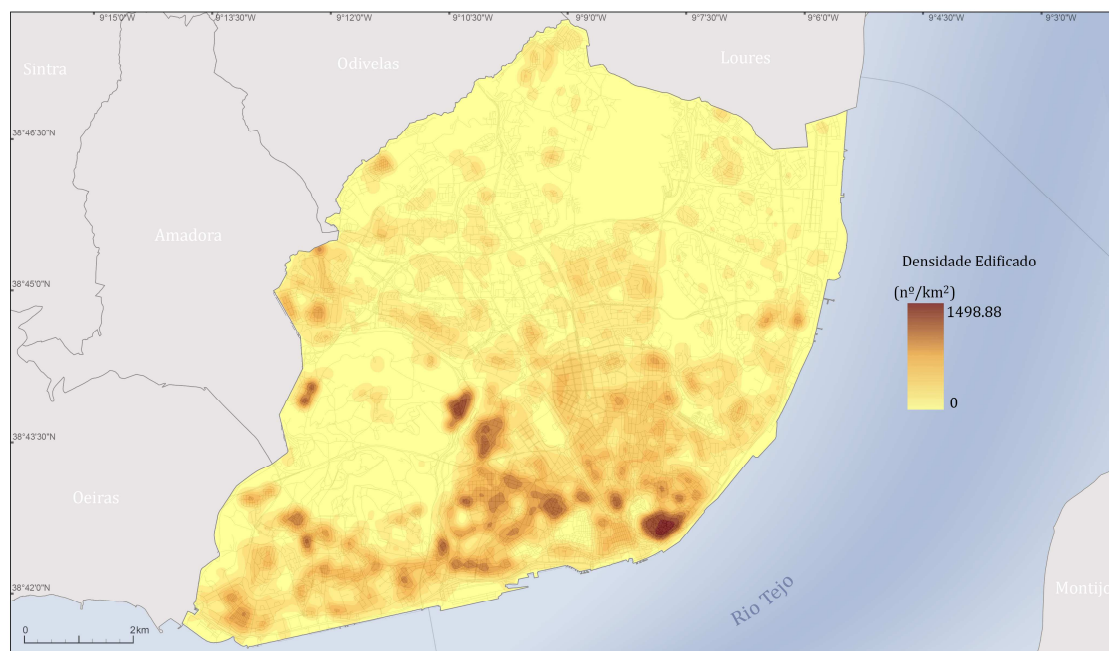 9°15'0"W 9°13'30"W 9°12'0"W 9°10'30"W 9°9'0"W 9°7'30"W 9°6'0"W 9°4'30"W 9°3'0"W
Sintra
Odivelas
Loures
38°46'30"N
Amadora
Densidade Edificado
38°45'0"N
(nº/km²)
1498.88
0
38°43'30"N
Oeiras
38°42'0"N
Rio Tejo
Montijo
0 2km